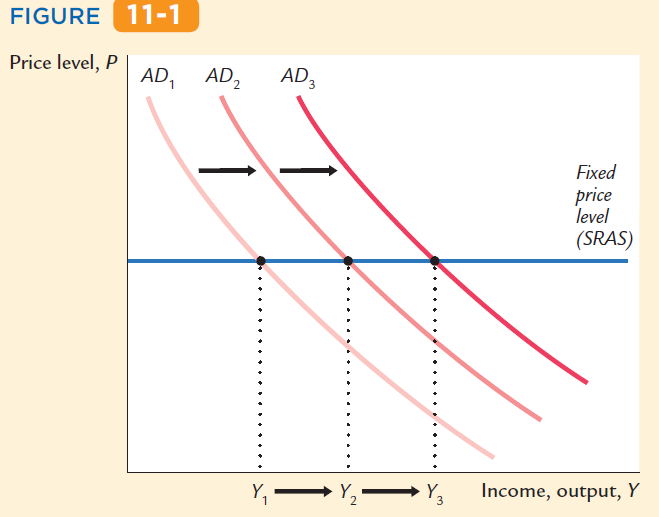 FIGURE 11-1
Price level, P
AD₁ AD₂ AD₃
Fixed
price
level
(SRAS)
Y₁ Y₂ Y₃ Income, output, Y